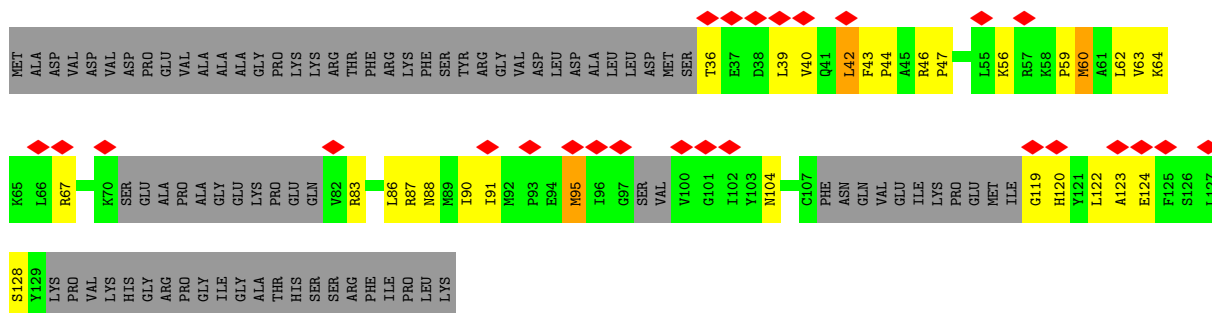 MET ALA ASP VAL ASP VAL ASP PRO GLU VAL ALA ALA ALA GLY PRO LYS LYS ARG THR PHE ARG LYS PHE SER TYR ARG GLY VAL ASP LEU ASP ALA LEU LEU ASP MET SER T36 E37 D38 L39 V40 Q41 L42 F43 P44 A45 R46 P47 L55 K56 R57 K58 P59 M60 A61 L62 V63 K64
K65 L66 R67 K70 SER GLU ALA PRO ALA GLY GLU LYS PRO GLU GLN V82 R83 L86 R87 N88 M89 I90 I91 M92 P93 E94 M95 I96 G97 SER VAL V100 G101 I102 Y103 N104 C107 PHE ASN GLN VAL GLU ILE LYS PRO GLU MET ILE G119 H120 Y121 L122 A123 E124 F125 S126 L127
S128 Y129 LYS PRO VAL LYS HIS GLY ARG PRO GLY ILE GLY ALA THR HIS SER SER ARG PHE ILE PRO LEU LYS